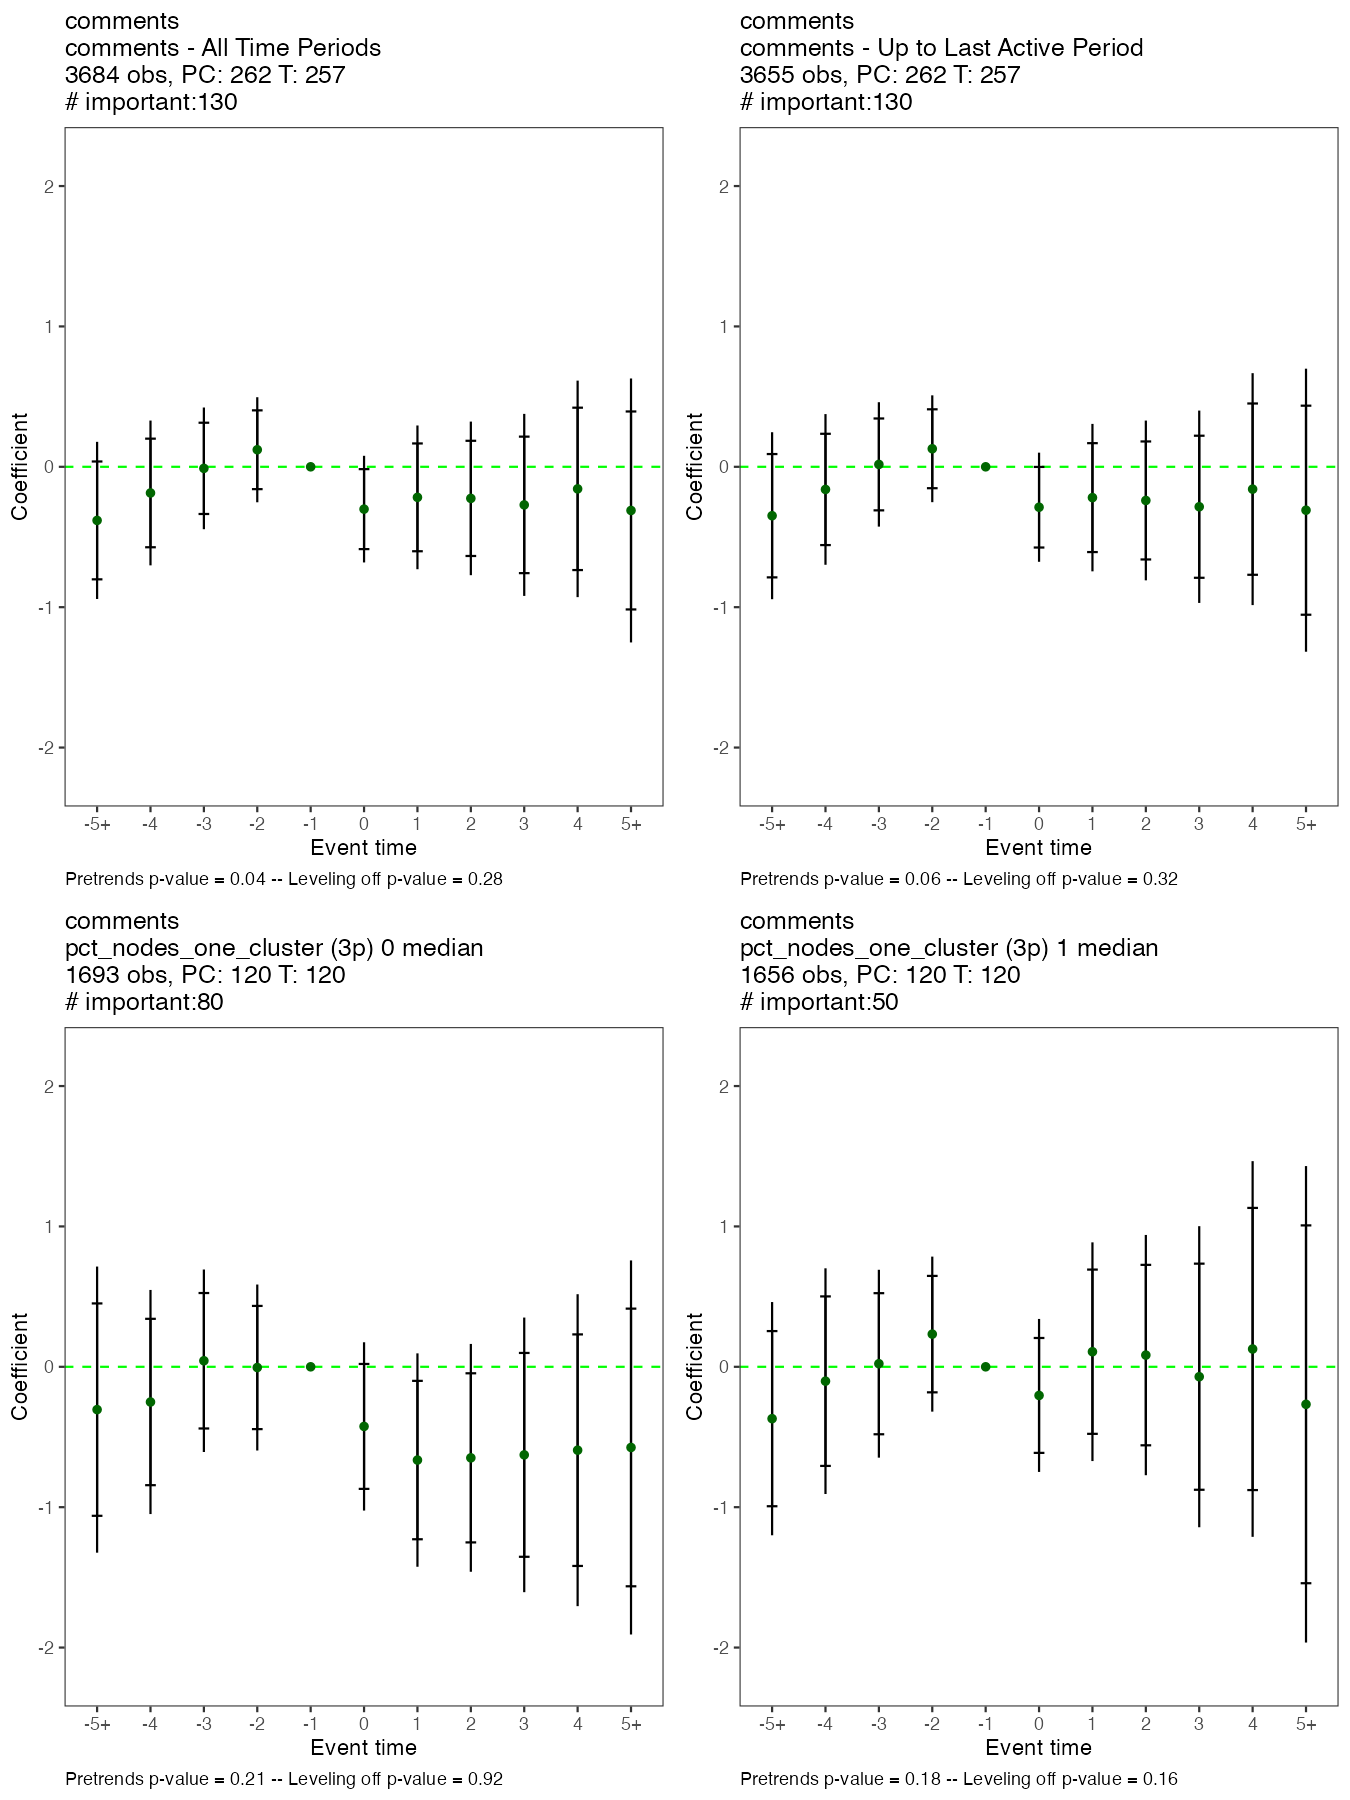 comments
comments - All Time Periods
3684 obs, PC: 262 T: 257
# important:130
Coefficient
2
1
0
-1
-2
-5+ -4 -3 -2 -1 0 1 2 3 4 5+
Event time
Pretrends p-value = 0.04 -- Leveling off p-value = 0.28
comments
comments - Up to Last Active Period
3655 obs, PC: 262 T: 257
# important:130
Coefficient
2
1
0
-1
-2
-5+ -4 -3 -2 -1 0 1 2 3 4 5+
Event time
Pretrends p-value = 0.06 -- Leveling off p-value = 0.32
comments
pct_nodes_one_cluster (3p) 0 median
1693 obs, PC: 120 T: 120
# important:80
Coefficient
2
1
0
-1
-2
-5+ -4 -3 -2 -1 0 1 2 3 4 5+
Event time
Pretrends p-value = 0.21 -- Leveling off p-value = 0.92
comments
pct_nodes_one_cluster (3p) 1 median
1656 obs, PC: 120 T: 120
# important:50
Coefficient
2
1
0
-1
-2
-5+ -4 -3 -2 -1 0 1 2 3 4 5+
Event time
Pretrends p-value = 0.18 -- Leveling off p-value = 0.16